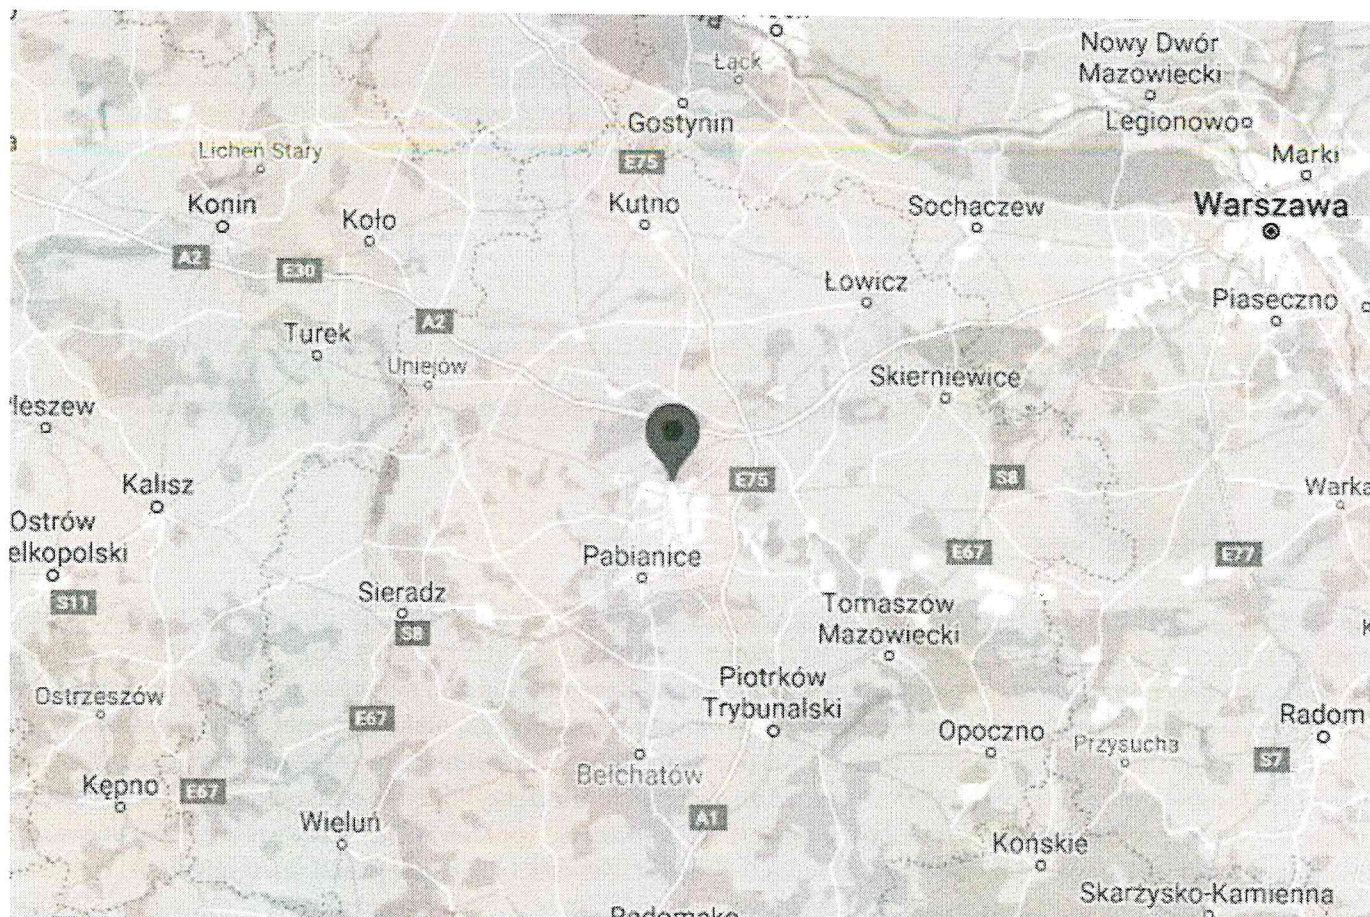 Łąck
Nowy Dwór
Mazowiecki
Gostynin
Legionowo
Licheń Stary
E75
Marki
Konin
Koło
Kutno
Sochaczew
Warszawa
A2
E30
Łowicz
Piaseczno
Turek
A2
Uniejów
Skierniewice
leszew
Kalisz
E75
S8
Warka
Ostrów
elkopolski
Pabianice
E67
E77
S11
Sieradz
S8
Tomaszów
Mazowiecki
Ostrzeszów
E67
Piotrków
Trybunalski
Opoczno
Przysucha
Radom
S7
Kępno
E67
Bełchatów
Wieluń
A1
Końskie
Skarżysko-Kamienna